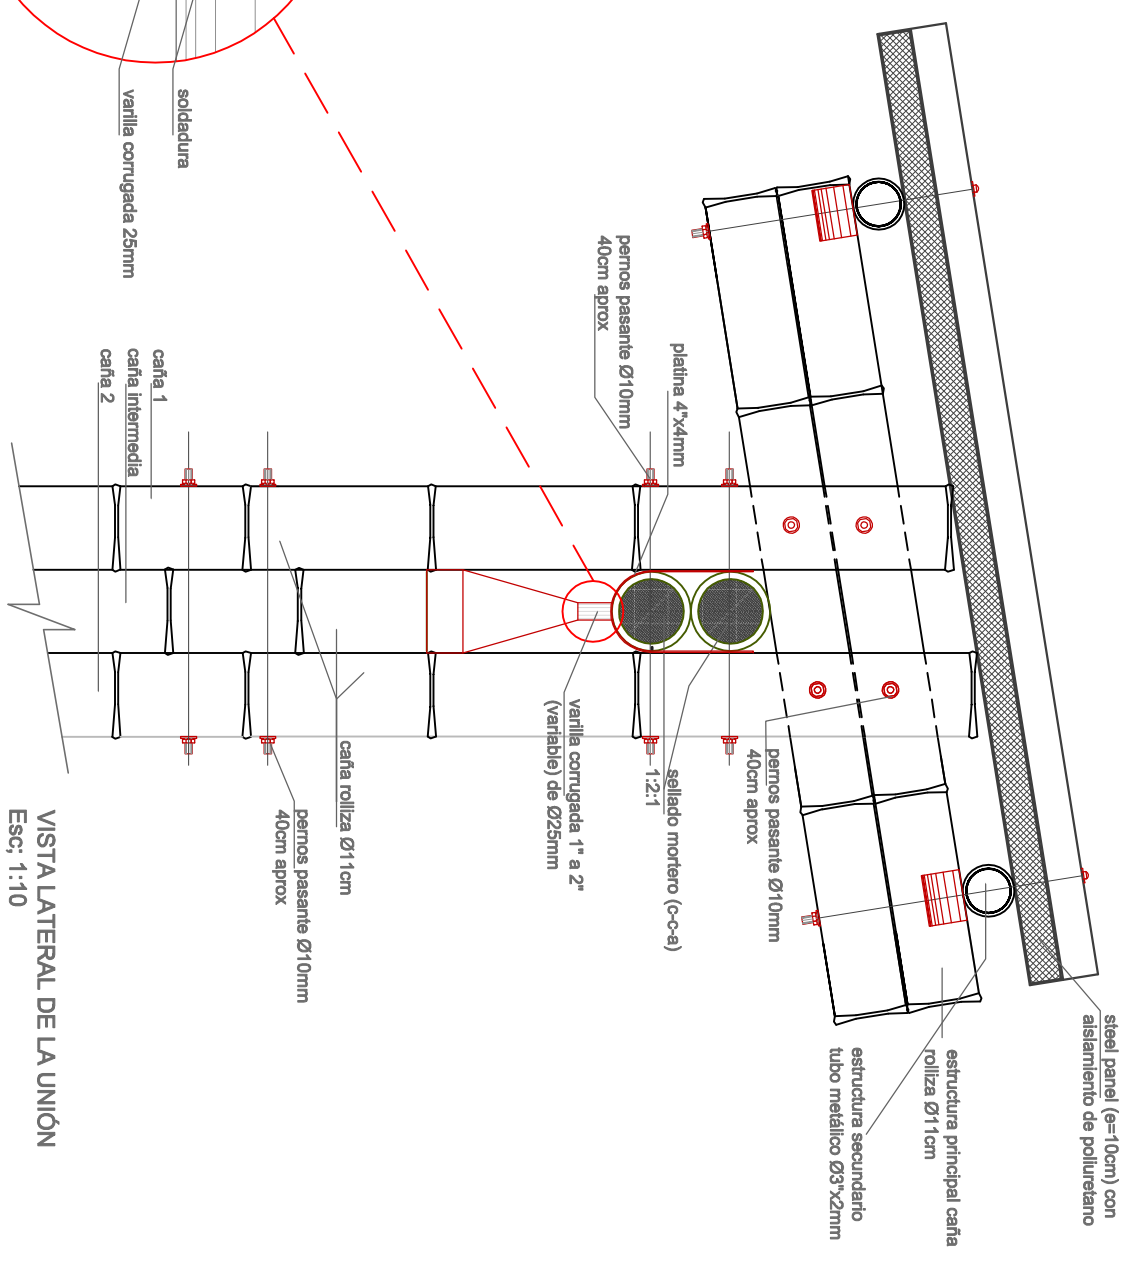 steel panel (e=10cm) con
aislamiento de poliuretano
estructura principal caña
rolliza Ø11cm
estructura secundario
tubo metálico Ø3"x2mm
pernos pasante Ø10mm
40cm aprox
sellado mortero (c-c-a)
1:2:1
platina 4"x4mm
pernos pasante Ø10mm
40cm aprox
varilla corrugada 1" a 2"
(variable) de Ø25mm
caña rolliza Ø11cm
pernos pasante Ø10mm
40cm aprox
soldadura
varilla corrugada 25mm
caña 1
caña intermedia
caña 2
VISTA LATERAL DE LA UNIÓN
Esc; 1:10